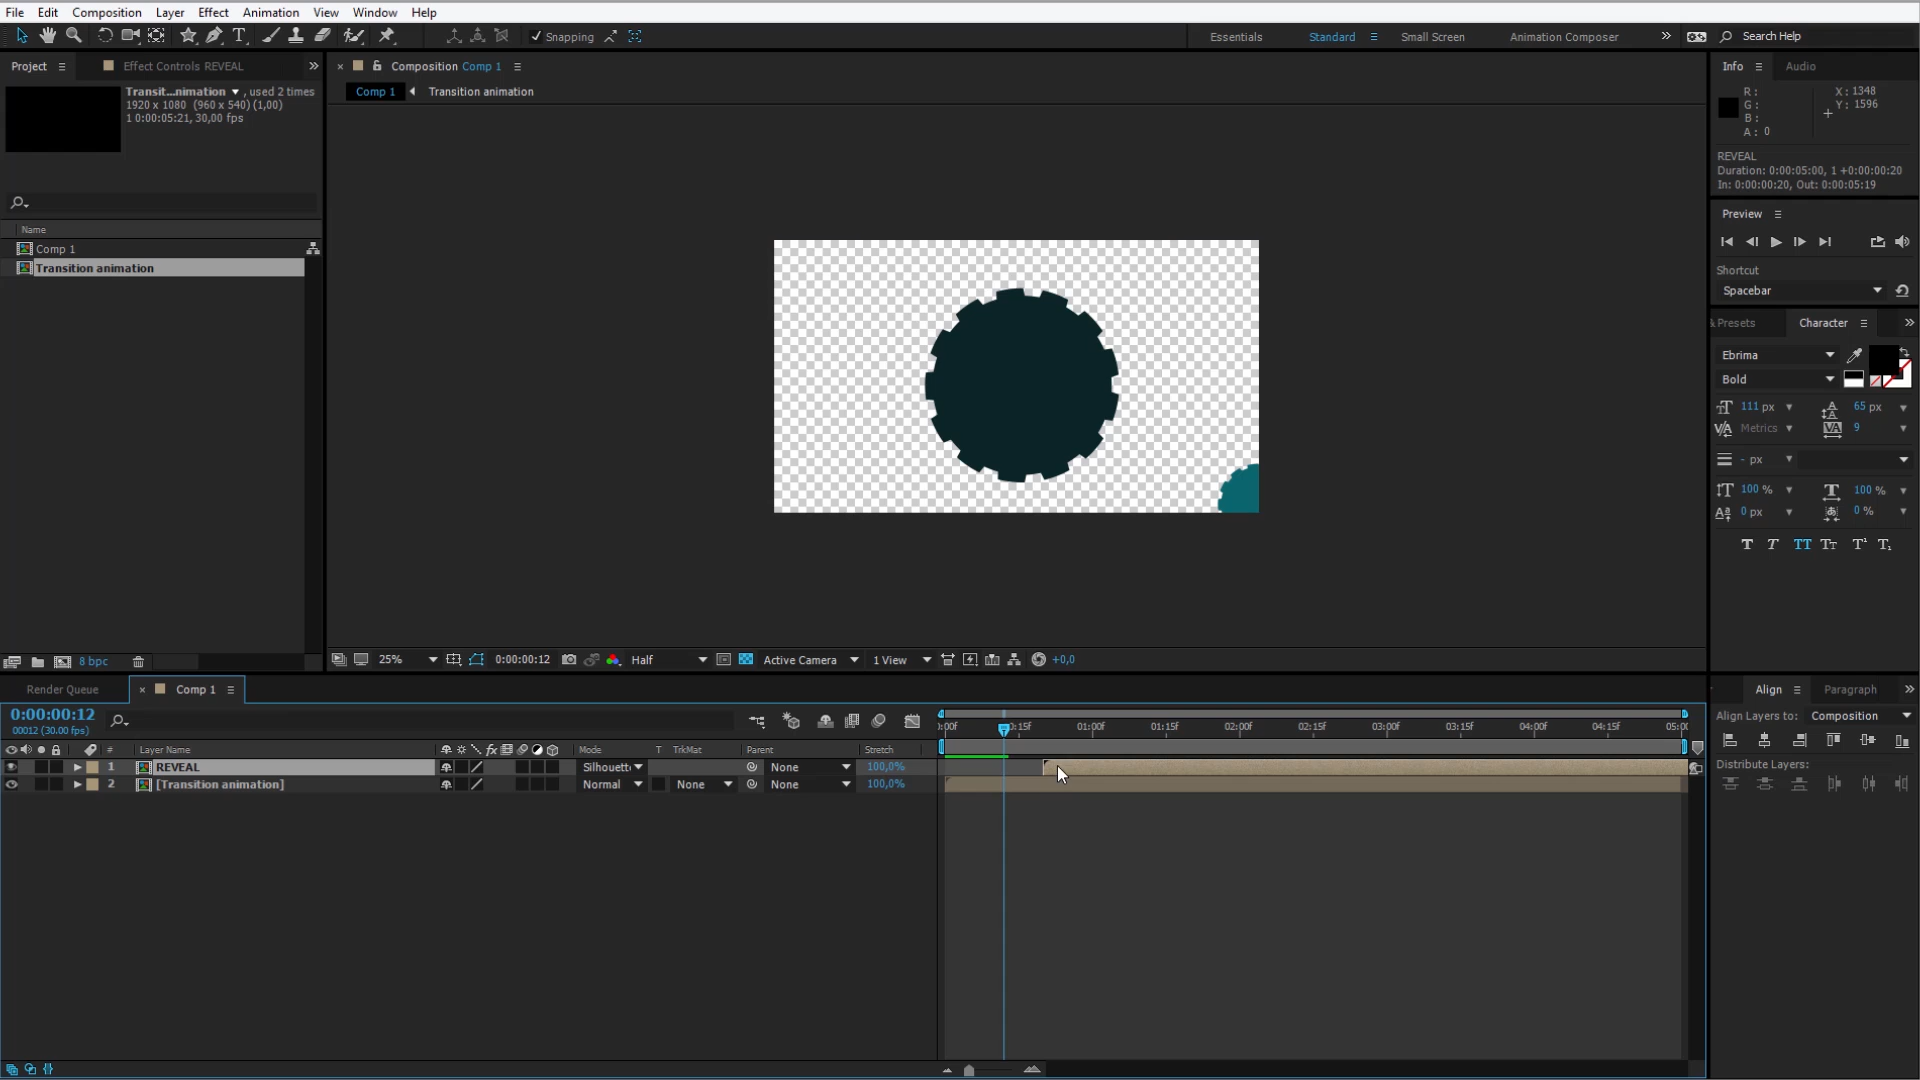 File Edit Composition Layer Effect Animation View Window Help
Snapping
Essentials Standard Small Screen Animation Composer Search Help
Project Effect Controls REVEAL
Composition Comp 1
Info Audio
Transit...nimation , used 2 times
1920 x 1080 (960 x 540) (1,00)
1 0:00:05:21, 30,00 fps
Comp 1 Transition animation
R :
G :
B :
A : 0
X : 1348
Y : 1596
REVEAL
Duration: 0:00:05:00, 1 +0:00:00:20
In: 0:00:00:20, Out: 0:00:05:19
Preview
Shortcut
Spacebar
Name
Comp 1
Transition animation
& Presets Character
Ebrima
Bold
111 px 65 px
Metrics 9
- px
100 % 100 %
0 px 0 %
T T TT Tт T¹ T₁
8 bpc
25% 0:00:00:12 Half Active Camera 1 View +0,0
Render Queue Comp 1
Align Paragraph
0:00:00:12
00012 (30.00 fps)
Align Layers to: Composition
:00f 0:15f 01:00f 01:15f 02:00f 02:15f 03:00f 03:15f 04:00f 04:15f 05:0
# Layer Name fx Mode T TrkMat Parent Stretch
1 REVEAL Silhouett None 100,0%
2 [Transition animation] Normal None None 100,0%
Distribute Layers: